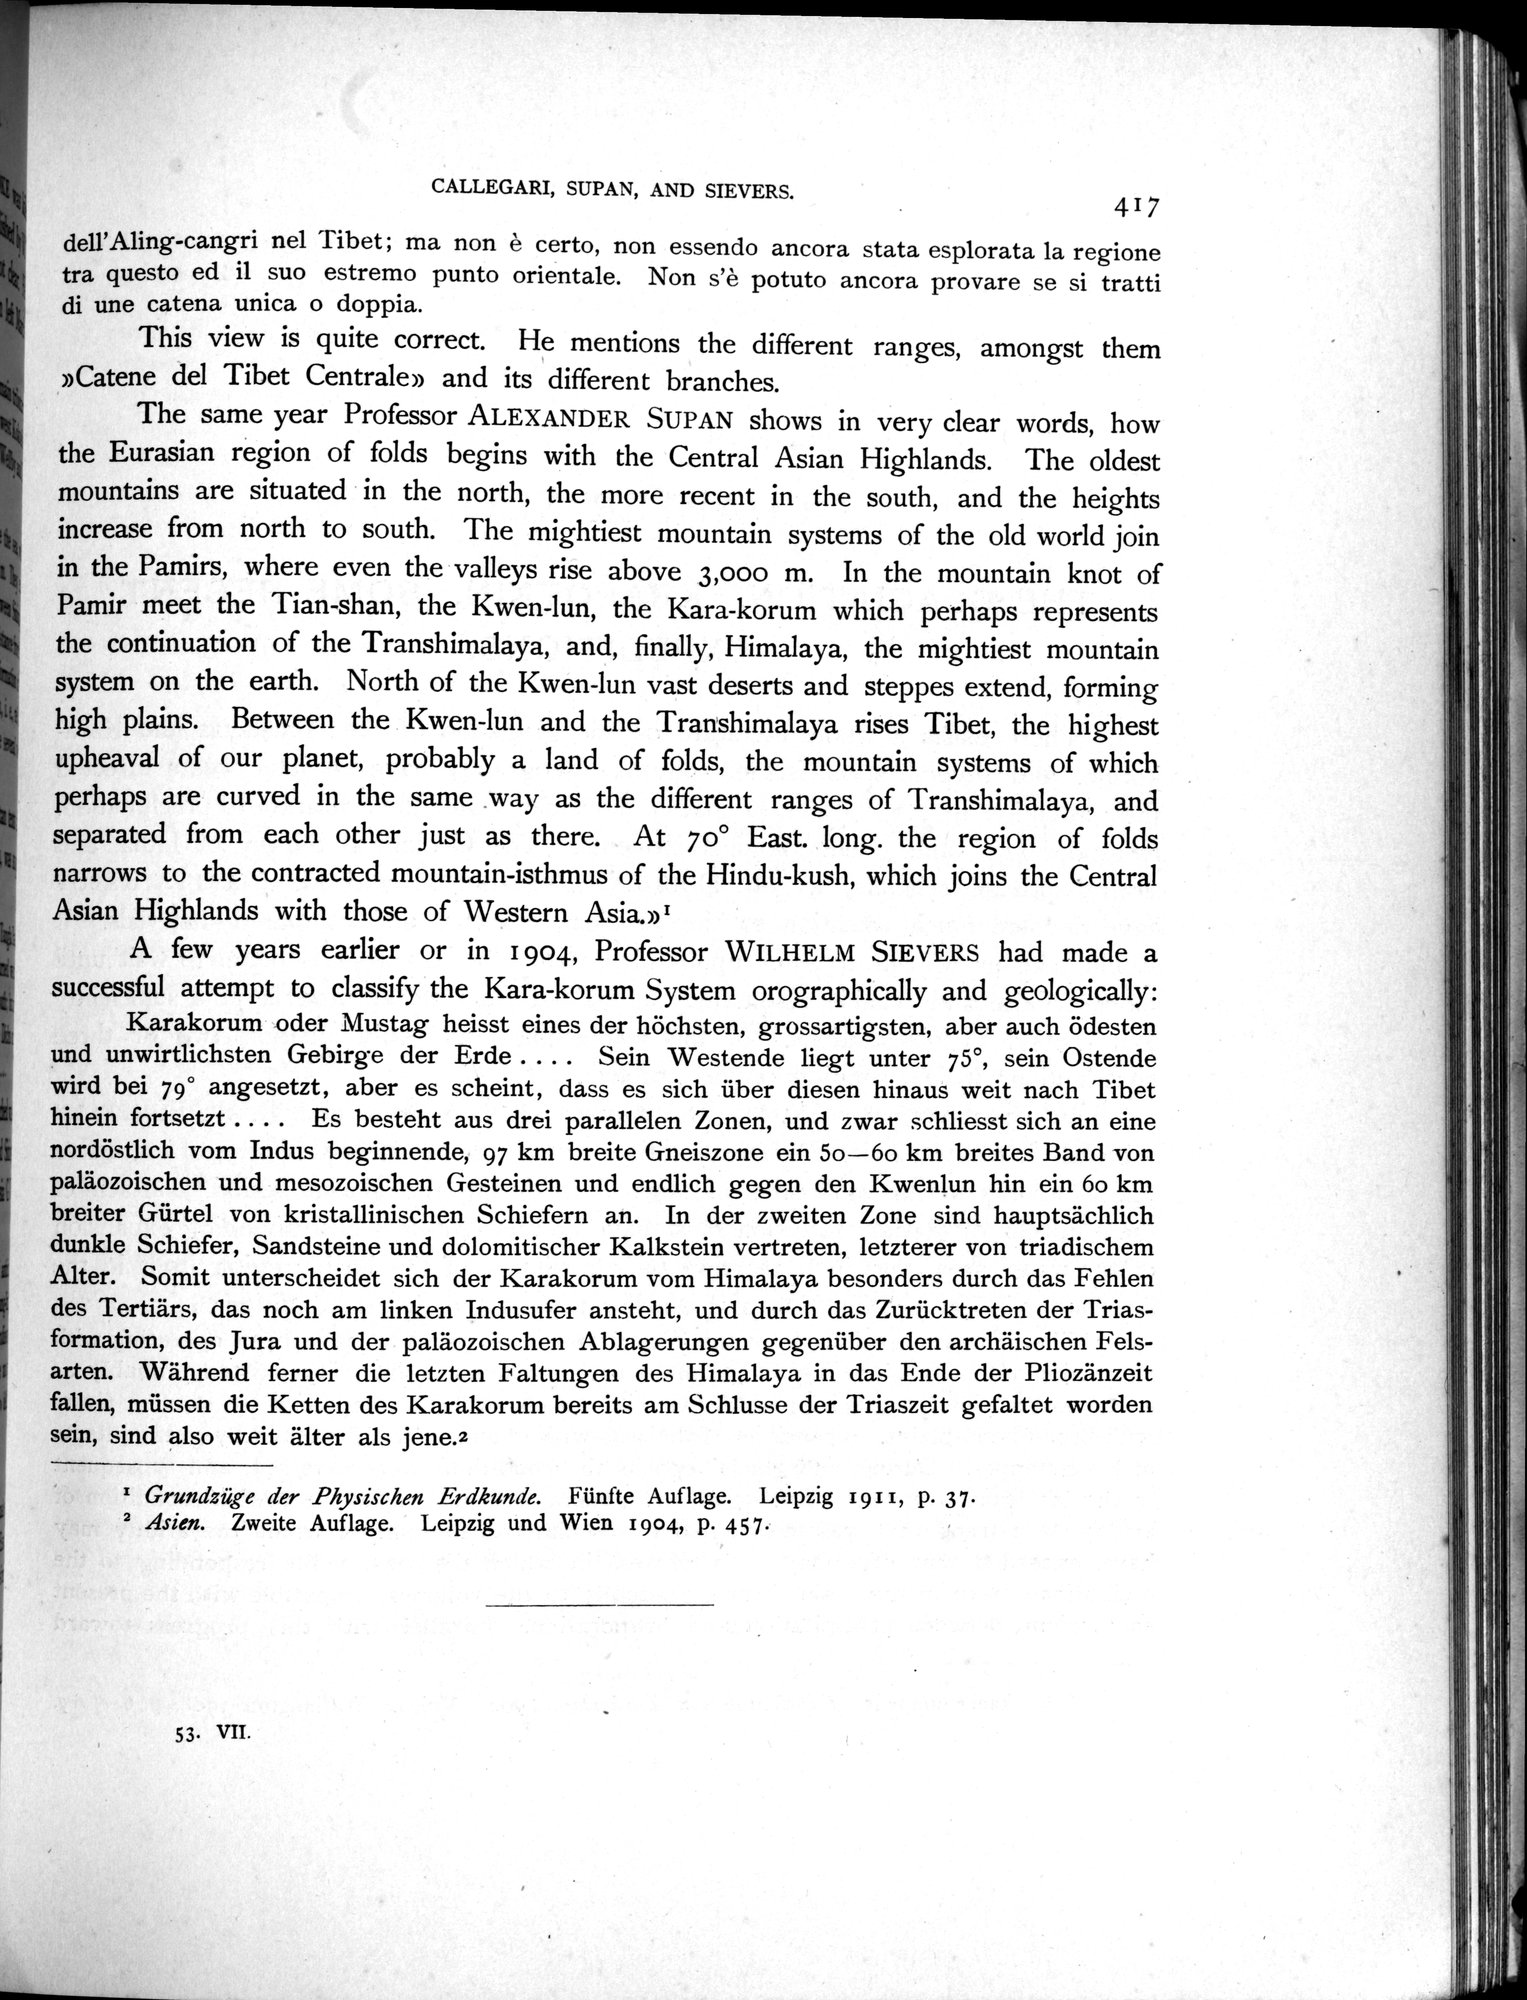 CALLEGARI, SUPAN, AND SIEVERS.
417
dell'Aling-cangri nel Tibet; ma non è certo, non essendo ancora stata esplorata la regione
tra questo ed il suo estremo punto orientale. Non s'è potuto ancora provare se si tratti
di une catena unica o doppia.
This view is quite correct. He mentions the different ranges, amongst them
»Catene del Tibet Centrale» and its different branches.
The same year Professor ALEXANDER SUPAN shows in very clear words, how
the Eurasian region of folds begins with the Central Asian Highlands. The oldest
mountains are situated in the north, the more recent in the south, and the heights
increase from north to south. The mightiest mountain systems of the old world join
in the Pamirs, where even the valleys rise above 3,000 m. In the mountain knot of
Pamir meet the Tian-shan, the Kwen-lun, the Kara-korum which perhaps represents
the continuation of the Transhimalaya, and, finally, Himalaya, the mightiest mountain
system on the earth. North of the Kwen-lun vast deserts and steppes extend, forming
high plains. Between the Kwen-lun and the Transhimalaya rises Tibet, the highest
upheaval of our planet, probably a land of folds, the mountain systems of which
perhaps are curved in the same way as the different ranges of Transhimalaya, and
separated from each other just as there. At 70° East. long. the region of folds
narrows to the contracted mountain-isthmus of the Hindu-kush, which joins the Central
Asian Highlands with those of Western Asia.»¹
A few years earlier or in 1904, Professor WILHELM SIEVERS had made a
successful attempt to classify the Kara-korum System orographically and geologically:
Karakorum oder Mustag heisst eines der höchsten, grossartigsten, aber auch ödesten
und unwirtlichsten Gebirge der Erde .... Sein Westende liegt unter 75°, sein Ostende
wird bei 79° angesetzt, aber es scheint, dass es sich über diesen hinaus weit nach Tibet
hinein fortsetzt .... Es besteht aus drei parallelen Zonen, und zwar schliesst sich an eine
nordöstlich vom Indus beginnende, 97 km breite Gneiszone ein 50—60 km breites Band von
paläozoischen und mesozoischen Gesteinen und endlich gegen den Kwenlun hin ein 60 km
breiter Gürtel von kristallinischen Schiefern an. In der zweiten Zone sind hauptsächlich
dunkle Schiefer, Sandsteine und dolomitischer Kalkstein vertreten, letzterer von triadischem
Alter. Somit unterscheidet sich der Karakorum vom Himalaya besonders durch das Fehlen
des Tertiärs, das noch am linken Indusufer ansteht, und durch das Zurücktreten der Trias-
formation, des Jura und der paläozoischen Ablagerungen gegenüber den archäischen Fels-
arten. Während ferner die letzten Faltungen des Himalaya in das Ende der Pliozänzeit
fallen, müssen die Ketten des Karakorum bereits am Schlusse der Triaszeit gefaltet worden
sein, sind also weit älter als jene.²
¹ Grundzüge der Physischen Erdkunde. Fünfte Auflage. Leipzig 1911, p. 37.
² Asien. Zweite Auflage. Leipzig und Wien 1904, p. 457.
53. VII.